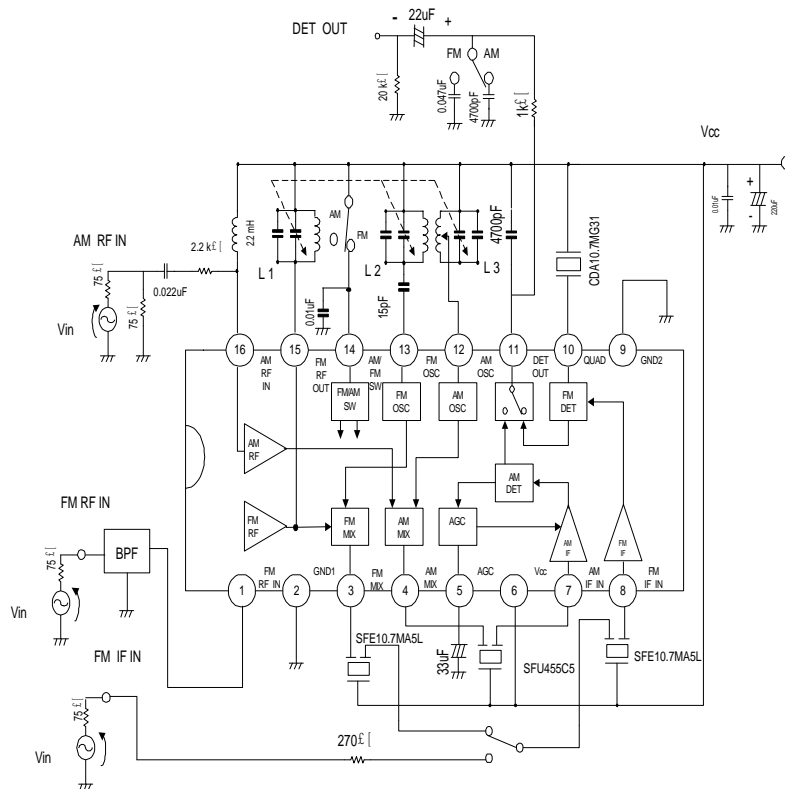 - 22uF +
DET OUT
FM AM
20 k£ [
0.047uF
4700pF
1k£ [
Vcc
0.01uF
+
-
220uF
AM RF IN
2.2 k£ [
2.2 mH
75 £ [
0.022uF
75 £ [
Vin
L 1
AM
FM
0.01uF
L 2
15pF
L 3
4700pF
CDA10.7MG31
16 15 14 13 12 11 10 9
AM RF IN
FM RF OUT
AM/ FM SW
FM OSC
AM OSC
DET OUT
QUAD
GND2
FM/AM SW
FM OSC
AM OSC
FM DET
AM RF
AM DET
FM RF
FM MIX
AM MIX
AGC
AM IF
FM IF
FM RF IN
BPF
75 £ [
Vin
1 2 3 4 5 6 7 8
FM RF IN
GND1
FM MIX
AM MIX
AGC
Vcc
AM IF IN
FM IF IN
SFE10.7MA5L
33uF
SFU455C5
SFE10.7MA5L
FM IF IN
75 £ [
Vin
270£ [